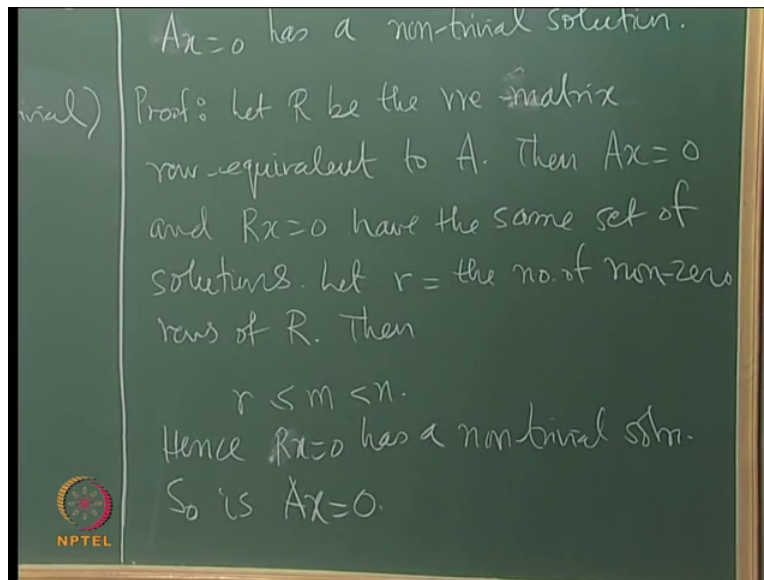 Ax=0 has a non-trivial solution.
ivial)
Proof: Let R be the rre matrix
row-equivalent to A. Then Ax=0
and Rx=0 have the same set of
solutions. Let r = the no. of non-zero
rows of R. Then
r ≤ m < n.
Hence Rx=0 has a non trivial soln.
So is Ax=0.
NPTEL